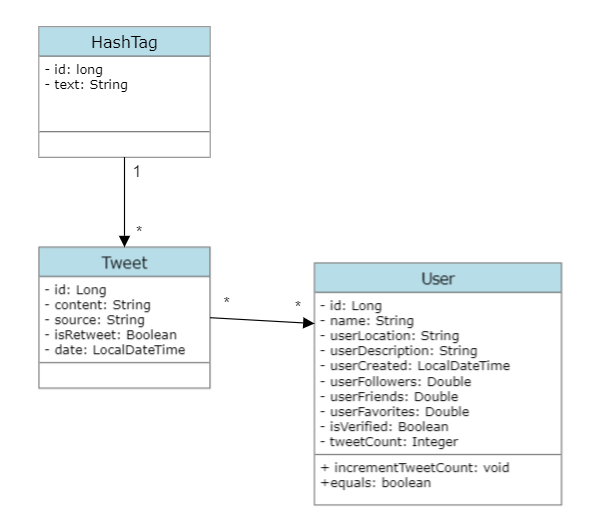 HashTag
- id: long
- text: String
1
*
Tweet
- id: Long
- content: String
- source: String
- isRetweet: Boolean
- date: LocalDateTime
*
*
User
- id: Long
- name: String
- userLocation: String
- userDescription: String
- userCreated: LocalDateTime
- userFollowers: Double
- userFriends: Double
- userFavorites: Double
- isVerified: Boolean
- tweetCount: Integer
+ incrementTweetCount: void
+equals: boolean